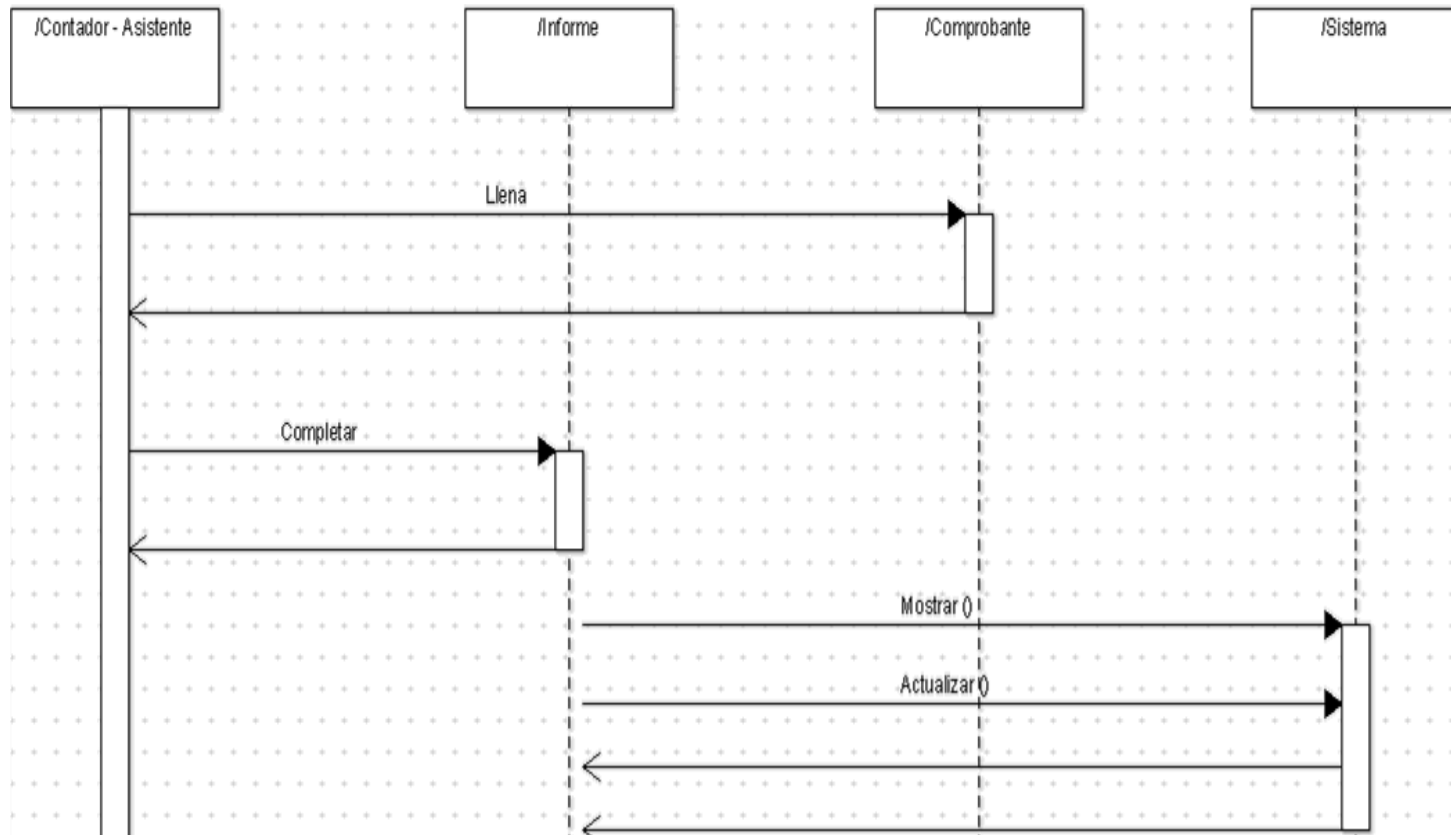 /Contador - Asistente
/Informe
/Comprobante
/Sistema
Llena
Completar
Mostrar ()
Actualizar ()